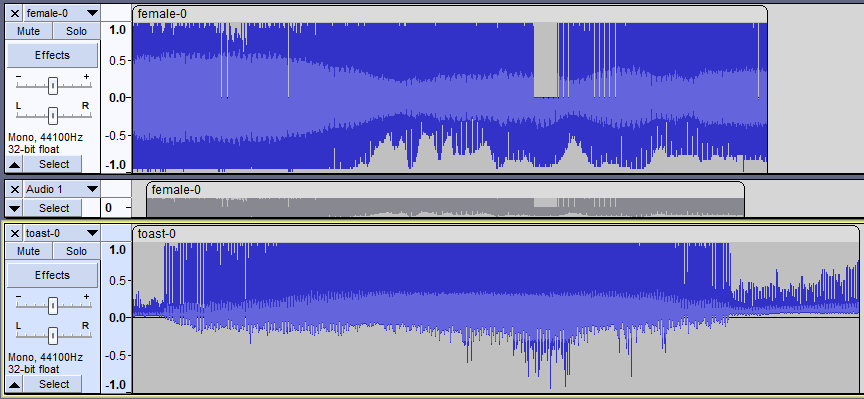 female-0
female-0
Mute Solo
Effects
- +
L R
Mono, 44100Hz
32-bit float
Select
1.0
0.5
0.0
-0.5
-1.0
Audio 1
female-0
Select
0
toast-0
toast-0
Mute Solo
Effects
- +
L R
Mono, 44100Hz
32-bit float
Select
1.0
0.5
0.0
-0.5
-1.0